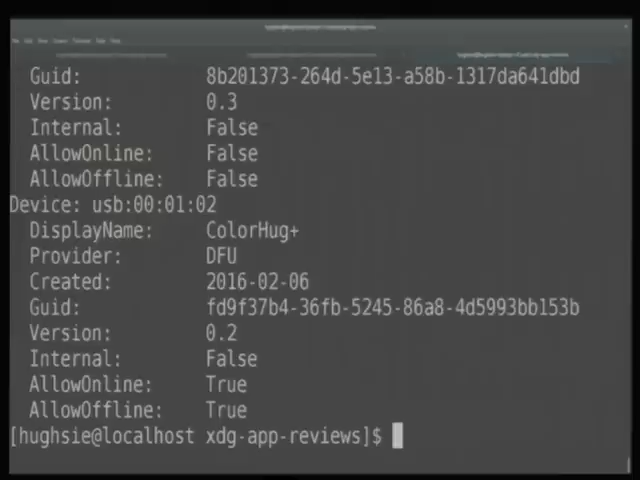 Guid: 8b201373-264d-5e13-a58b-1317da641dbd
Version: 0.3
Internal: False
AllowOnline: False
AllowOffline: False
Device: usb:00:01:02
DisplayName: ColorHug+
Provider: DFU
Created: 2016-02-06
Guid: fd9f37b4-36fb-5245-86a8-4d5993bb153b
Version: 0.2
Internal: False
AllowOnline: True
AllowOffline: True
[hughsie@localhost xdg-app-reviews]$